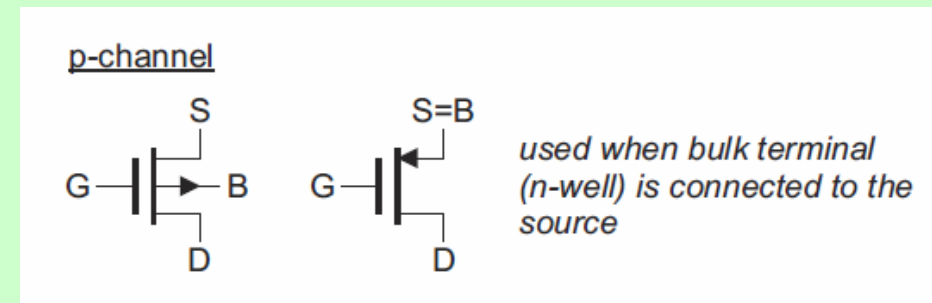 p-channel
S
G
B
D
S=B
G
D
used when bulk terminal
(n-well) is connected to the
source